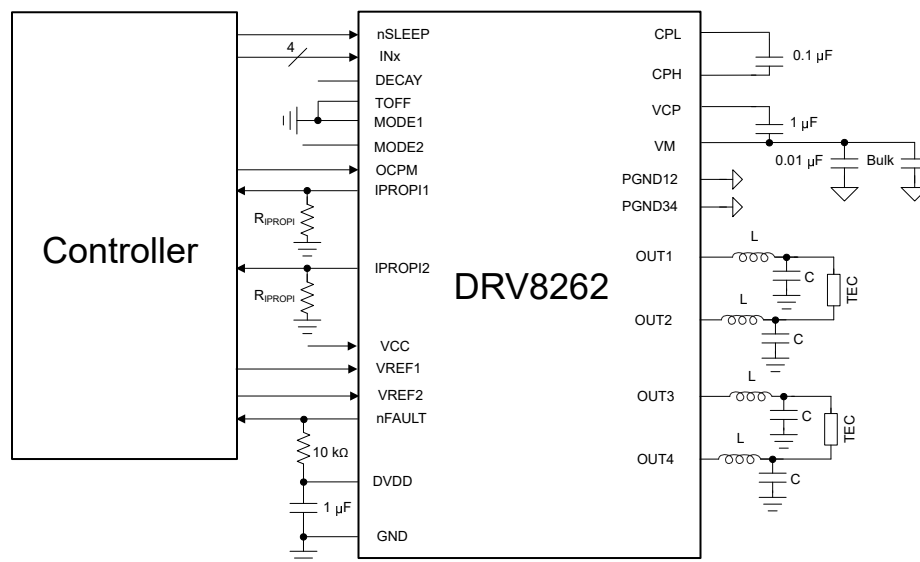 Controller
DRV8262
nSLEEP
4
INx
DECAY
TOFF
MODE1
MODE2
OCPM
IPROPI1
RIPROPI
IPROPI2
RIPROPI
VCC
VREF1
VREF2
nFAULT
10 kΩ
DVDD
1 µF
GND
CPL
0.1 µF
CPH
VCP
1 µF
VM
0.01 µF
Bulk
PGND12
PGND34
OUT1
L
C
TEC
L
OUT2
C
OUT3
L
C
TEC
L
OUT4
C